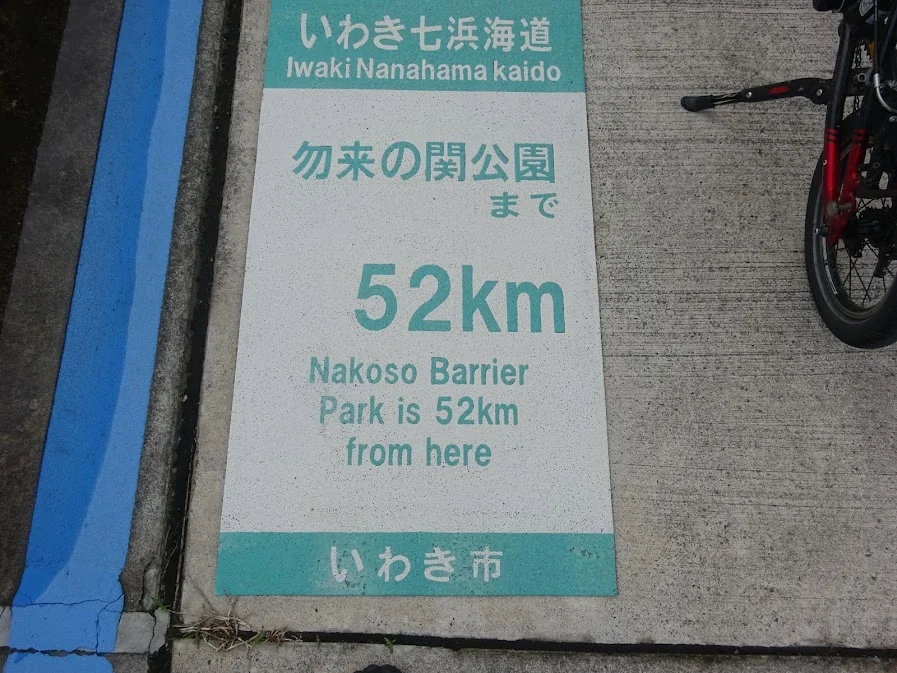 いわき七浜海道
Iwaki Nanahama kaido
勿来の関公園
まで
52km
Nakoso Barrier
Park is 52km
from here
いわき市